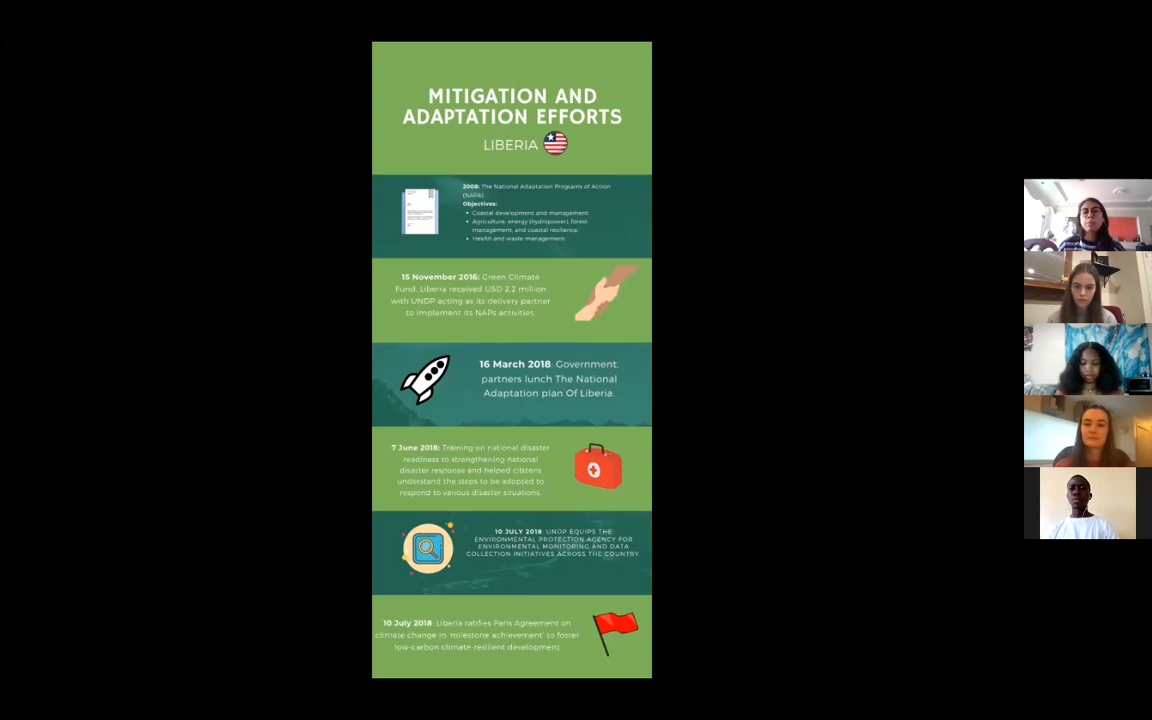 MITIGATION AND
ADAPTATION EFFORTS
LIBERIA
2008: The National Adaptation Programs of Action
(NAPA).
Objectives:
• Coastal development and management.
• Agriculture; energy (hydropower); forest
management; and coastal resilience;
• Health and waste management.
15 November 2016: Green Climate
Fund. Liberia received USD 2.2 million
with UNDP acting as its delivery partner
to implement its NAPs activities.
16 March 2018: Government,
partners lunch The National
Adaptation plan Of Liberia.
7 June 2018: Training on national disaster
readiness to strengthening national
disaster response and helped citizens
understand the steps to be adopted to
respond to various disaster situations.
10 JULY 2018: UNDP EQUIPS THE
ENVIRONMENTAL PROTECTION AGENCY FOR
ENVIRONMENTAL MONITORING AND DATA
COLLECTION INITIATIVES ACROSS THE COUNTRY.
10 July 2018: Liberia ratifies Paris Agreement on
climate change in 'milestone achievement' to foster
low-carbon climate-resilient development